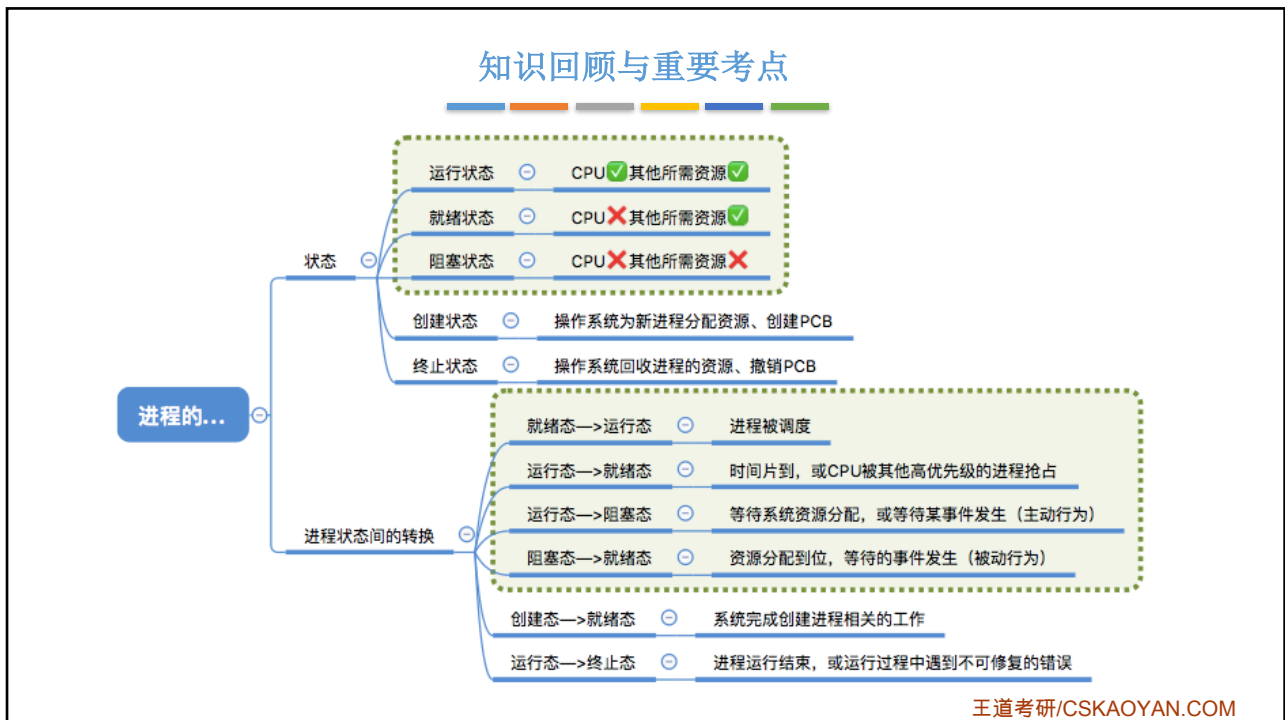 知识回顾与重要考点
运行状态 CPU✅其他所需资源✅
就绪状态 CPU❌其他所需资源✅
状态
阻塞状态 CPU❌其他所需资源❌
创建状态 操作系统为新进程分配资源、创建PCB
终止状态 操作系统回收进程的资源、撤销PCB
进程的...
就绪态—>运行态 进程被调度
运行态—>就绪态 时间片到，或CPU被其他高优先级的进程抢占
运行态—>阻塞态 等待系统资源分配，或等待某事件发生（主动行为）
进程状态间的转换
阻塞态—>就绪态 资源分配到位，等待的事件发生（被动行为）
创建态—>就绪态 系统完成创建进程相关的工作
运行态—>终止态 进程运行结束，或运行过程中遇到不可修复的错误
王道考研/CSKAOYAN.COM